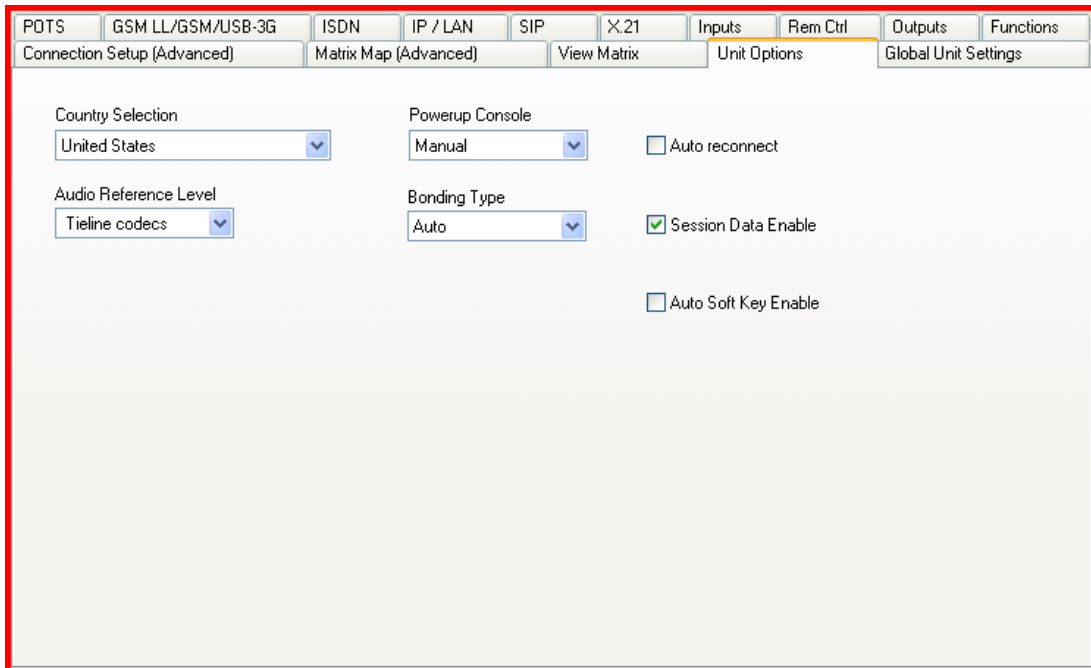 POTS GSM LL/GSM/USB-3G ISDN IP / LAN SIP X.21 Inputs Rem Ctrl Outputs Functions
Connection Setup (Advanced) Matrix Map (Advanced) View Matrix Unit Options Global Unit Settings
Country Selection Powerup Console
United States Manual Auto reconnect
Audio Reference Level Bonding Type
Tieline codecs Auto Session Data Enable
Auto Soft Key Enable